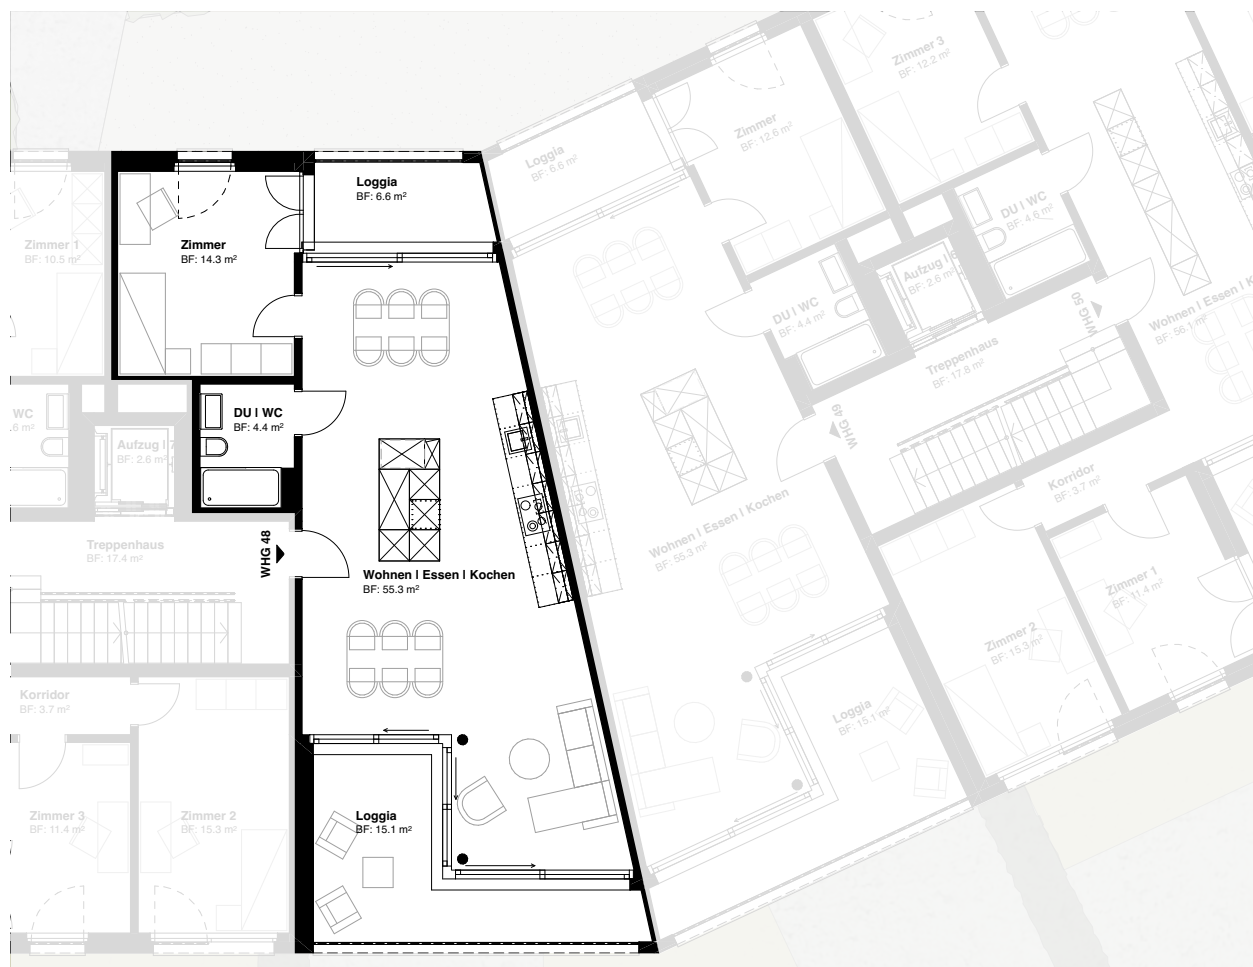 Zimmer 3
BF: 12.2 m²
Zimmer
BF: 12.6 m²
Loggia
BF: 6.6 m²
Loggia
BF: 6.6 m²
Zimmer 1
BF: 10.5 m²
Zimmer
BF: 14.3 m²
DU I WC
BF: 4.6 m²
Aufzug I 6
BF: 2.6 m²
DU I WC
BF: 4.4 m²
WHG 50
Wohnen I Essen I K
BF: 56.1 m²
Treppenhaus
BF: 17.8 m²
WC
.6 m²
DU I WC
BF: 4.4 m²
WHG 49
Aufzug I 7
BF: 2.6 m²
Korridor
BF: 3.7 m²
Wohnen I Essen I Kochen
BF: 55.3 m²
Treppenhaus
BF: 17.4 m²
WHG 48
Wohnen I Essen I Kochen
BF: 55.3 m²
Zimmer 1
BF: 11.4 m²
Zimmer 2
BF: 15.3 m²
Korridor
BF: 3.7 m²
Loggia
BF: 15.1 m²
Zimmer 3
BF: 11.4 m²
Zimmer 2
BF: 15.3 m²
Loggia
BF: 15.1 m²